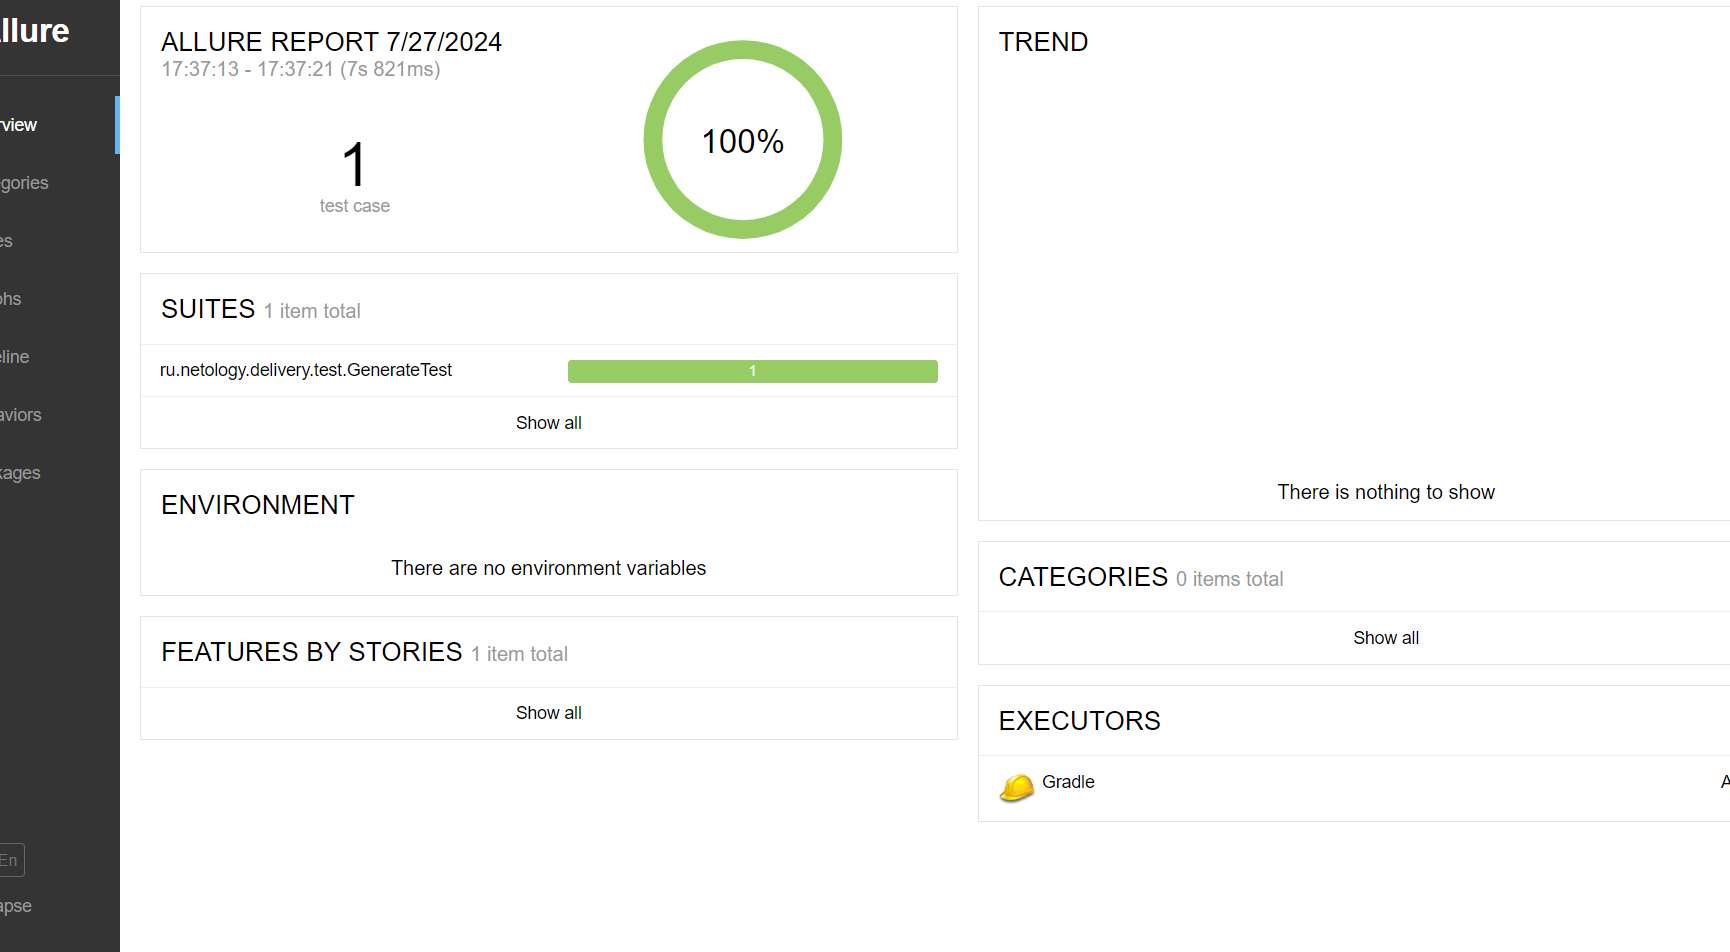 llure
rview
gories
es
phs
eline
aviors
kages
En
apse
ALLURE REPORT 7/27/2024
17:37:13 - 17:37:21 (7s 821ms)
1
test case
100%
SUITES 1 item total
ru.netology.delivery.test.GenerateTest 1
Show all
ENVIRONMENT
There are no environment variables
FEATURES BY STORIES 1 item total
Show all
TREND
There is nothing to show
CATEGORIES 0 items total
Show all
EXECUTORS
Gradle A